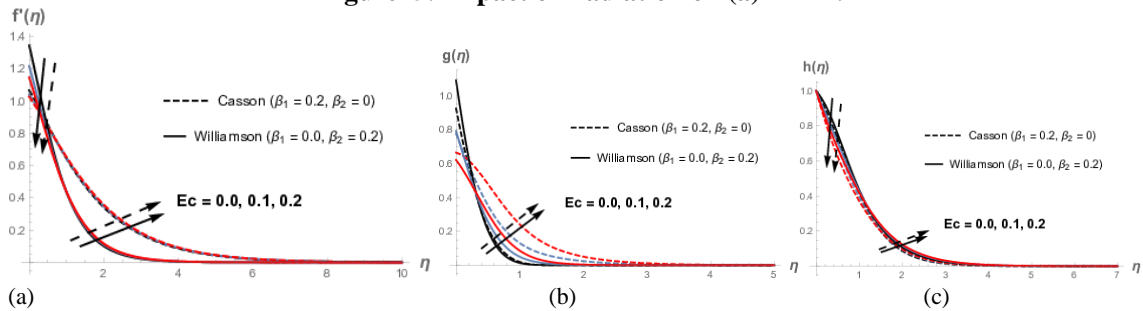 f'(η)
1.4
1.2
1.0
0.8
0.6
0.4
0.2
Casson (β1 = 0.2, β2 = 0)
Williamson (β1 = 0.0, β2 = 0.2)
Ec = 0.0, 0.1, 0.2
0 2 4 6 8 10 η
(a)
g(η)
1.0
0.8
0.6
0.4
0.2
Casson (β1 = 0.2, β2 = 0)
Williamson (β1 = 0.0, β2 = 0.2)
Ec = 0.0, 0.1, 0.2
0 1 2 3 4 5 η
(b)
h(η)
1.0
0.8
0.6
0.4
0.2
Casson (β1 = 0.2, β2 = 0)
Williamson (β1 = 0.0, β2 = 0.2)
Ec = 0.0, 0.1, 0.2
0 1 2 3 4 5 6 7 η
(c)